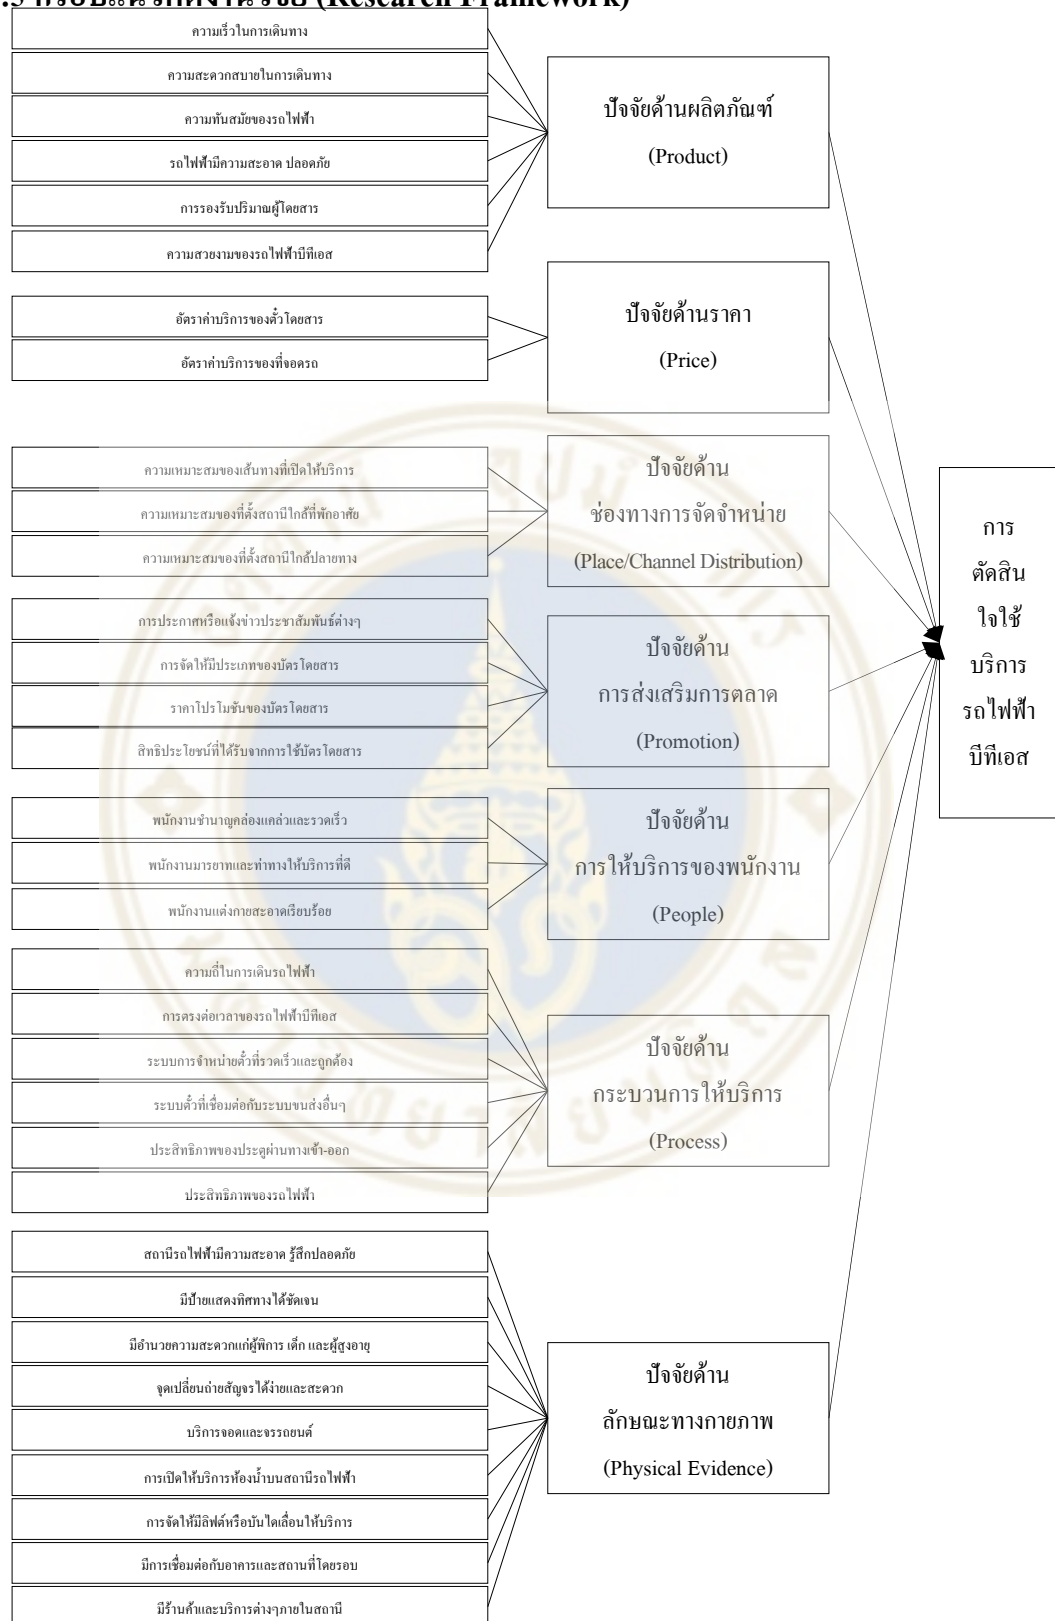 .5 กรอบแนวคิดงานวิจัย (Research Framework)
ความเร็วในการเดินทาง
ความสะดวกสบายในการเดินทาง
ความทันสมัยของรถไฟฟ้า
รถไฟฟ้ามีความสะอาด ปลอดภัย
การรองรับปริมาณผู้โดยสาร
ความสวยงามของรถไฟฟ้าบีทีเอส
ปัจจัยด้านผลิตภัณฑ์
(Product)
อัตราค่าบริการของตั๋วโดยสาร
อัตราค่าบริการของที่จอดรถ
ปัจจัยด้านราคา
(Price)
ความเหมาะสมของเส้นทางที่เปิดให้บริการ
ความเหมาะสมของที่ตั้งสถานีใกล้ที่พักอาศัย
ความเหมาะสมของที่ตั้งสถานีใกล้ปลายทาง
ปัจจัยด้าน
ช่องทางการจัดจำหน่าย
(Place/Channel Distribution)
การประกาศหรือแจ้งข่าวประชาสัมพันธ์ต่างๆ
การจัดให้มีประเภทของบัตรโดยสาร
ราคาโปรโมชันของบัตรโดยสาร
สิทธิประโยชน์ที่ได้รับจากการใช้บัตรโดยสาร
ปัจจัยด้าน
การส่งเสริมการตลาด
(Promotion)
พนักงานชำนาญคล่องแคล่วและรวดเร็ว
พนักงานมารยาทและท่าทางให้บริการที่ดี
พนักงานแต่งกายสะอาดเรียบร้อย
ปัจจัยด้าน
การให้บริการของพนักงาน
(People)
ความถี่ในการเดินรถไฟฟ้า
การตรงต่อเวลาของรถไฟฟ้าบีทีเอส
ระบบการจำหน่ายตั๋วที่รวดเร็วและถูกต้อง
ระบบตั๋วที่เชื่อมต่อกับระบบขนส่งอื่นๆ
ประสิทธิภาพของประตูผ่านทางเข้า-ออก
ประสิทธิภาพของรถไฟฟ้า
ปัจจัยด้าน
กระบวนการให้บริการ
(Process)
สถานีรถไฟฟ้ามีความสะอาด รู้สึกปลอดภัย
มีป้ายแสดงทิศทางได้ชัดเจน
มีอำนวยความสะดวกแก่ผู้พิการ เด็ก และผู้สูงอายุ
จุดเปลี่ยนถ่ายสัญจรได้ง่ายและสะดวก
บริการจอดและจรรถยนต์
การเปิดให้บริการห้องน้ำบนสถานีรถไฟฟ้า
การจัดให้มีลิฟต์หรือบันไดเลื่อนให้บริการ
มีการเชื่อมต่อกับอาคารและสถานที่โดยรอบ
มีร้านค้าและบริการต่างๆภายในสถานี
ปัจจัยด้าน
ลักษณะทางกายภาพ
(Physical Evidence)
การ
ตัดสิน
ใจใช้
บริการ
รถไฟฟ้า
บีทีเอส